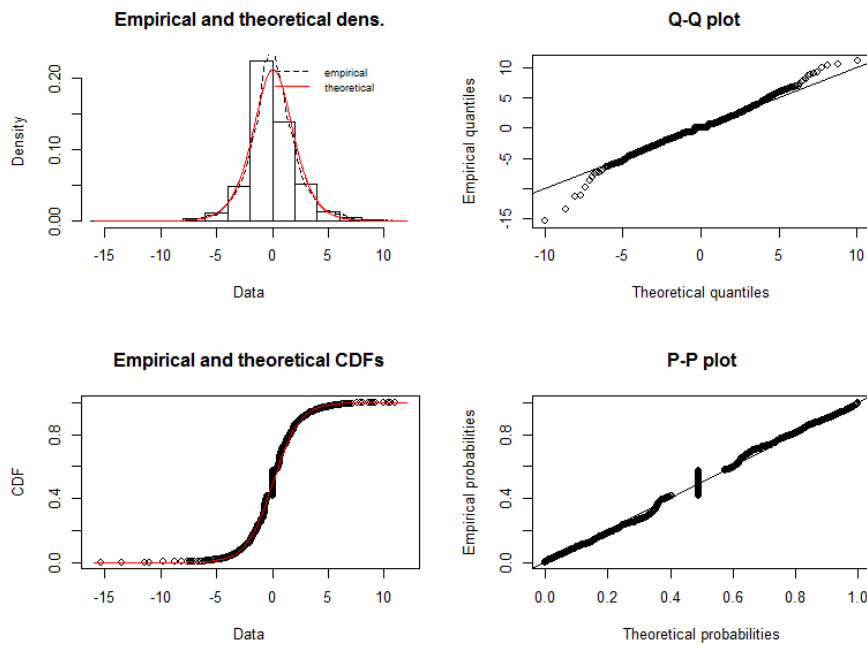 Empirical and theoretical dens.
Density
0.00 0.10 0.20
empirical
theoretical
-15 -10 -5 0 5 10
Data
Q-Q plot
Empirical quantiles
-15 -5 0 5 10
-10 -5 0 5 10
Theoretical quantiles
Empirical and theoretical CDFs
CDF
0.0 0.4 0.8
-15 -10 -5 0 5 10
Data
P-P plot
Empirical probabilities
0.0 0.4 0.8
0.0 0.2 0.4 0.6 0.8 1.0
Theoretical probabilities